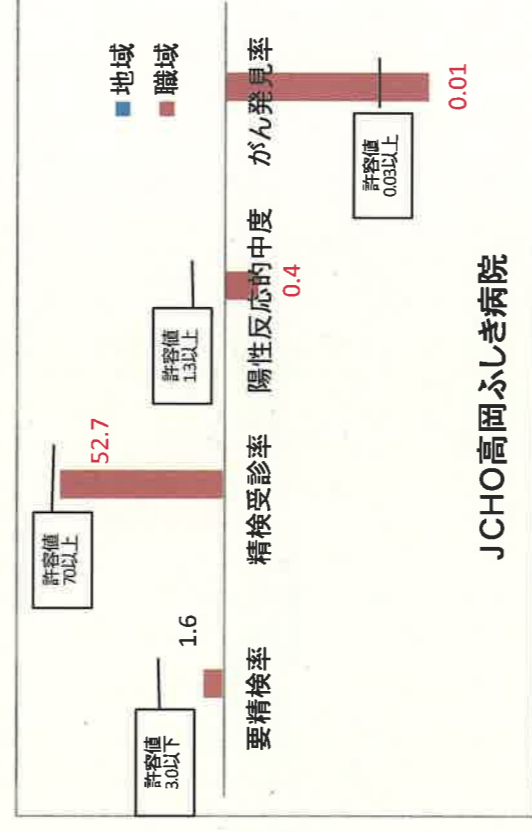 地域
職域
許容値
3.0以下
1.6
要精検率
許容値
70以上
52.7
精検受診率
許容値
1.3以上
0.4
陽性反応的中度
許容値
0.03以上
0.01
がん発見率
JCHO高岡ふしき病院